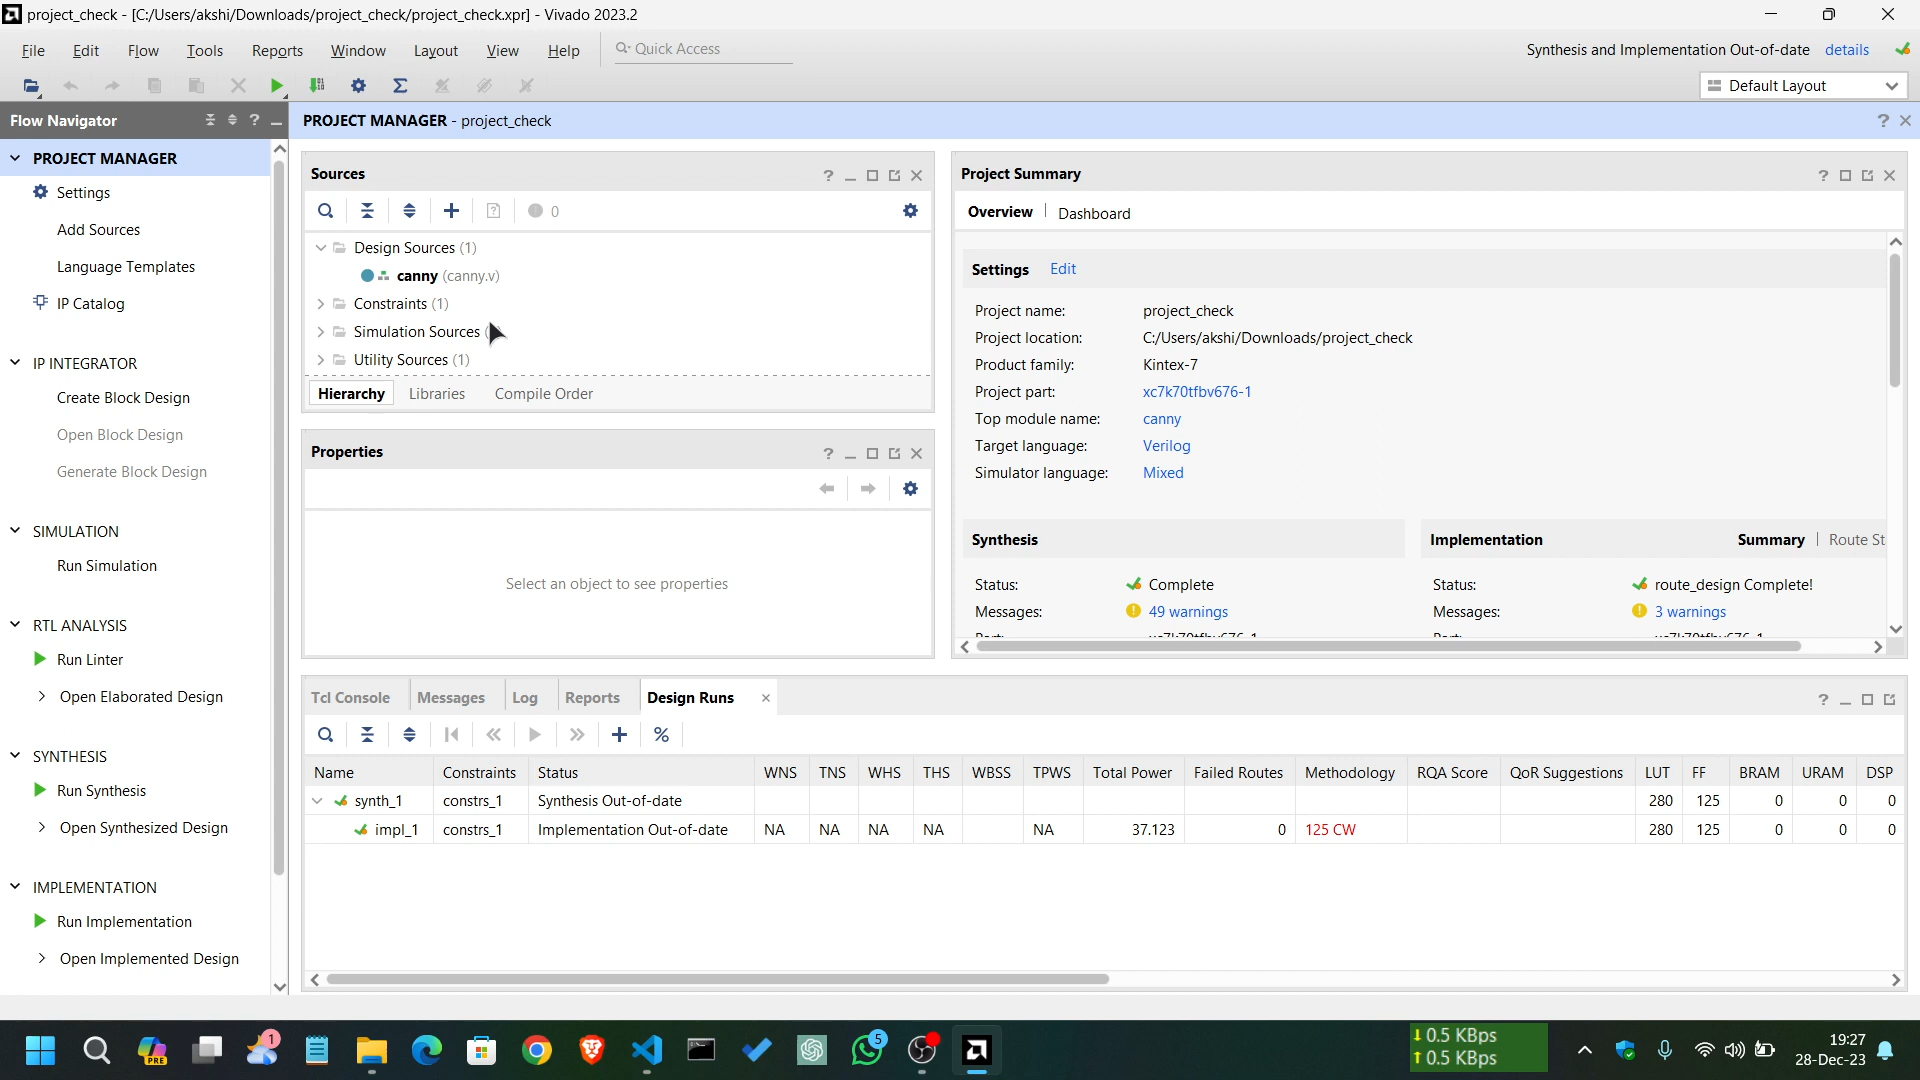 project_check - [C:/Users/akshi/Downloads/project_check/project_check.xpr] - Vivado 2023.2
File Edit Flow Tools Reports Window Layout View Help Quick Access
Synthesis and Implementation Out-of-date details
Default Layout
Flow Navigator
PROJECT MANAGER - project_check
PROJECT MANAGER
Settings
Add Sources
Language Templates
IP Catalog
IP INTEGRATOR
Create Block Design
Open Block Design
Generate Block Design
SIMULATION
Run Simulation
RTL ANALYSIS
Run Linter
Open Elaborated Design
SYNTHESIS
Run Synthesis
Open Synthesized Design
IMPLEMENTATION
Run Implementation
Open Implemented Design
Sources
0
Design Sources (1)
canny (canny.v)
Constraints (1)
Simulation Sources
Utility Sources (1)
Hierarchy Libraries Compile Order
Properties
Select an object to see properties
Project Summary
Overview Dashboard
Settings Edit
Project name: project_check
Project location: C:/Users/akshi/Downloads/project_check
Product family: Kintex-7
Project part: xc7k70tfbv676-1
Top module name: canny
Target language: Verilog
Simulator language: Mixed
Synthesis
Status: Complete
Messages: 49 warnings
Implementation Summary Route St
Status: route_design Complete!
Messages: 3 warnings
Tcl Console Messages Log Reports Design Runs
Name Constraints Status WNS TNS WHS THS WBSS TPWS Total Power Failed Routes Methodology RQA Score QoR Suggestions LUT FF BRAM URAM DSP
synth_1 constrs_1 Synthesis Out-of-date 280 125 0 0 0
impl_1 constrs_1 Implementation Out-of-date NA NA NA NA NA 37.123 0 125 CW 280 125 0 0 0
1
PRE
5
0.5 KBps
0.5 KBps
19:27
28-Dec-23